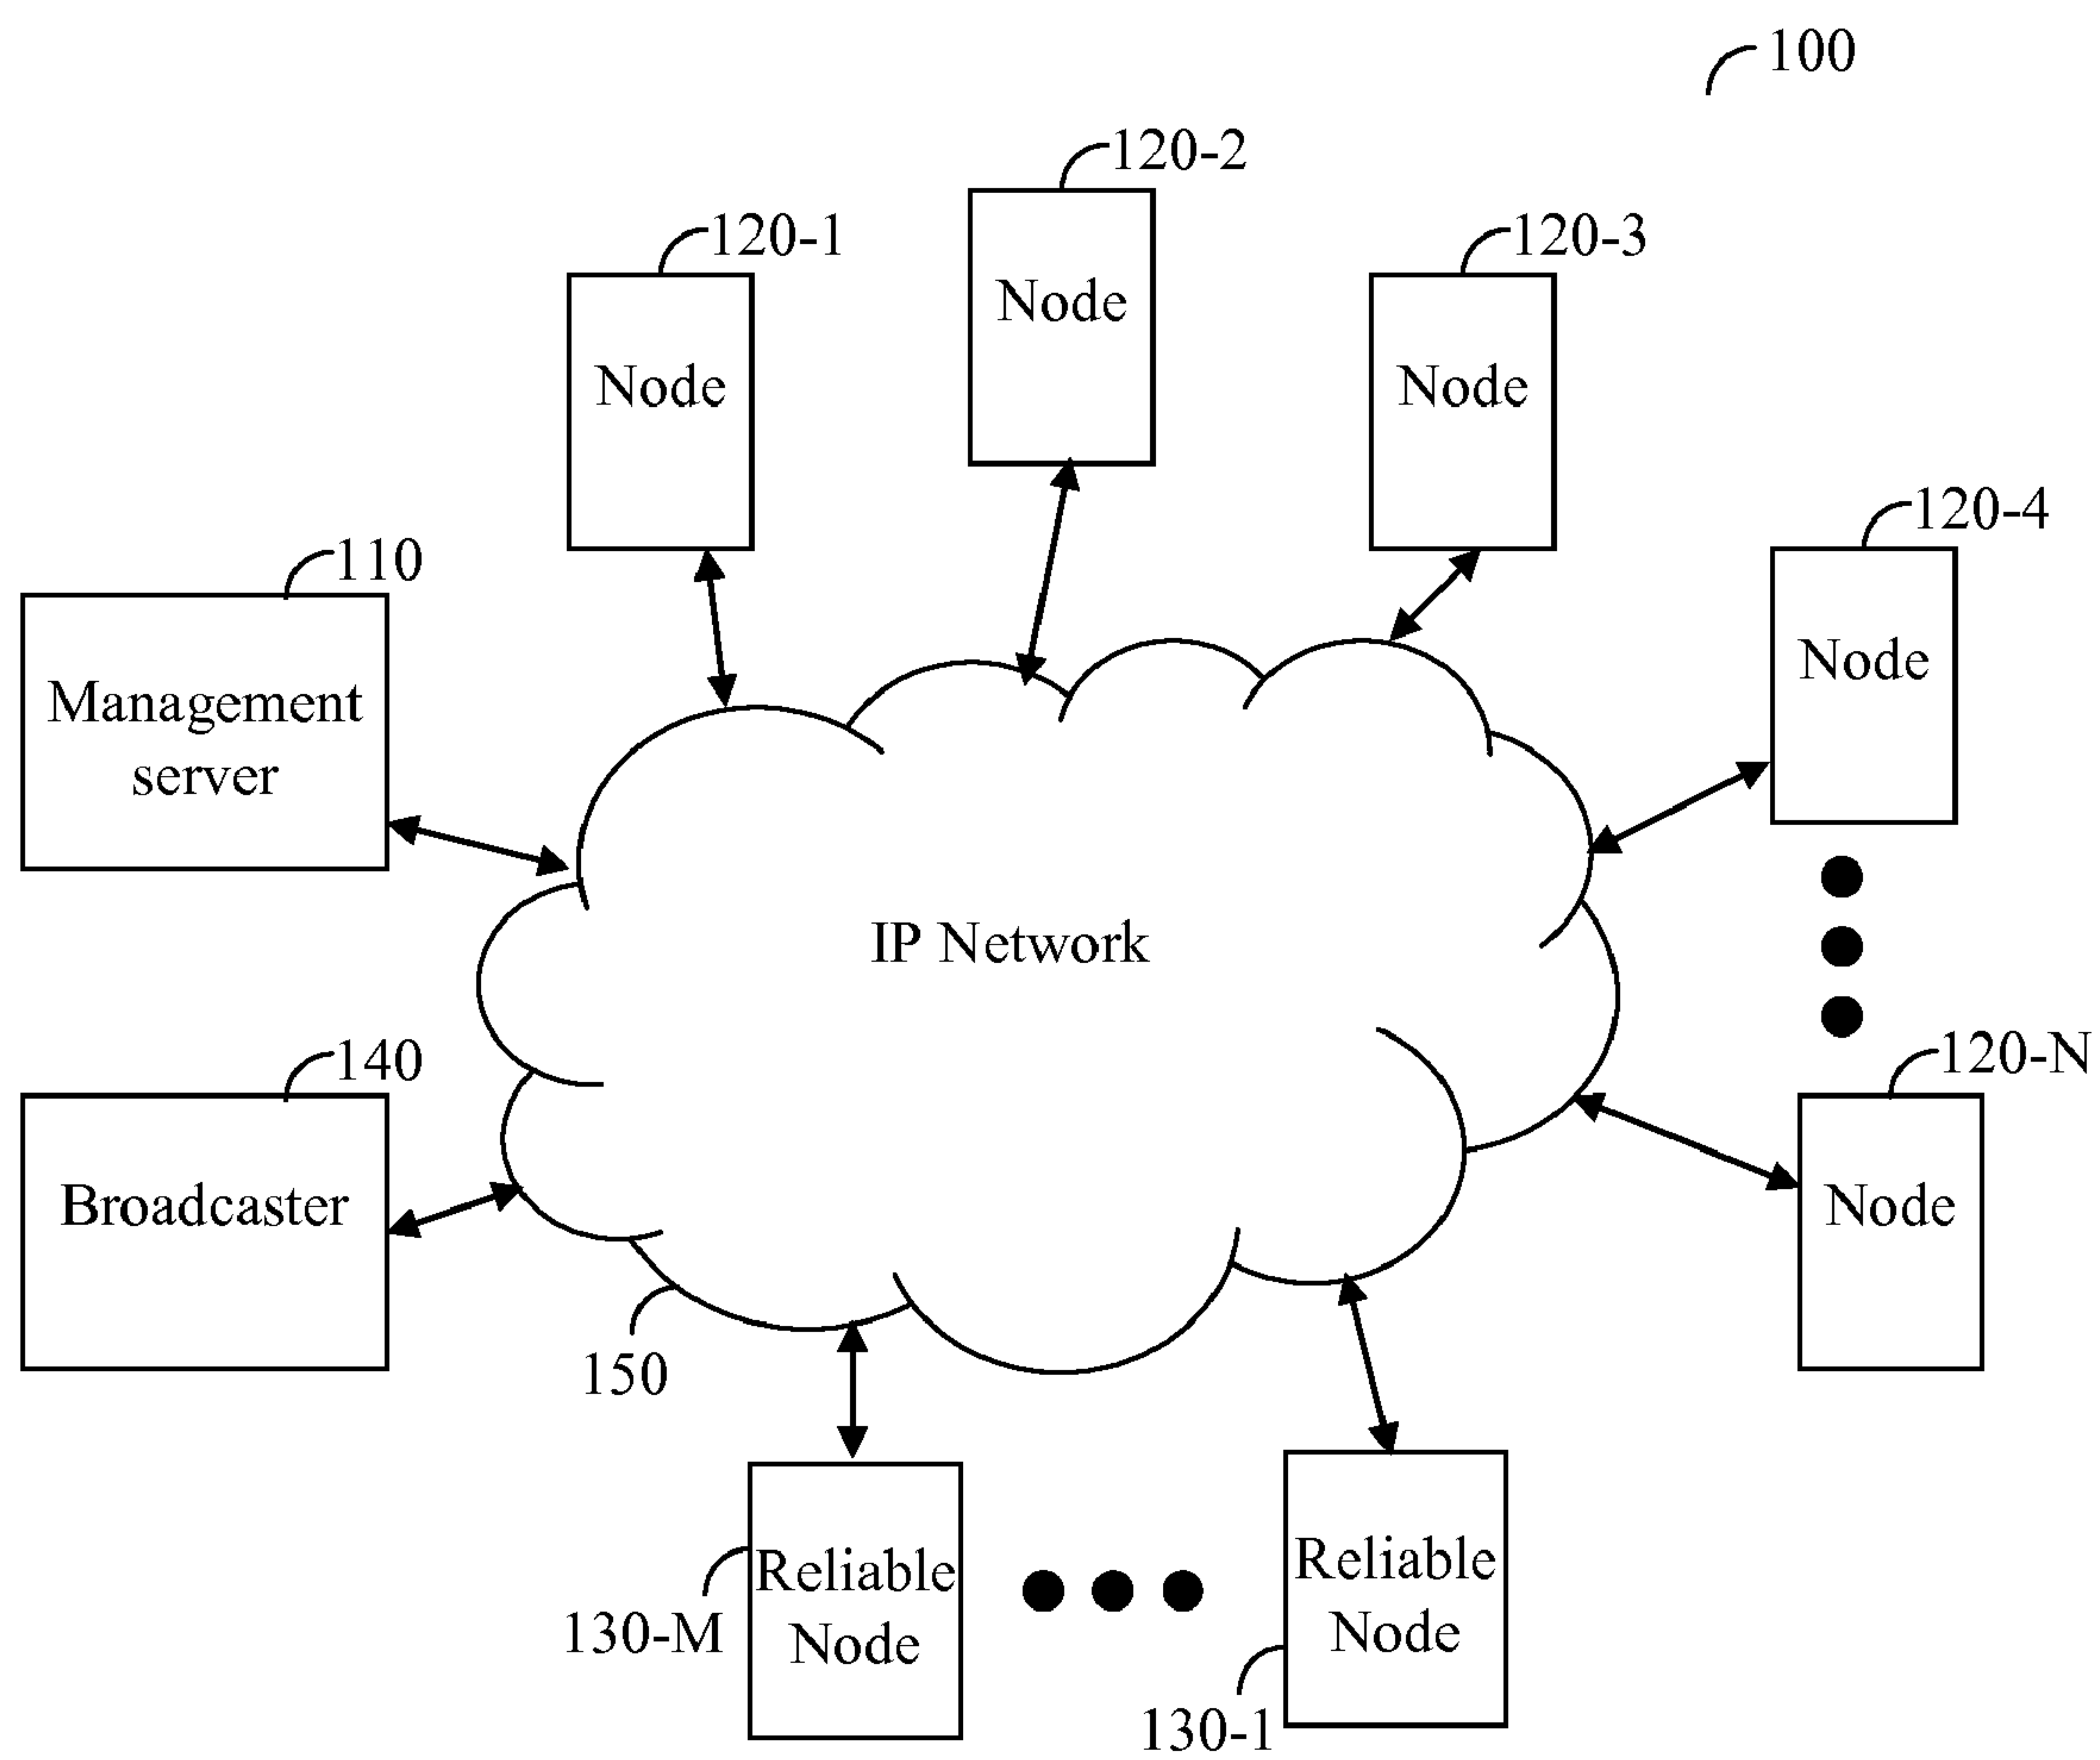 100
120-2
120-1
120-3
Node
Node
Node
120-4
110
Node
Management
server
IP Network
140
120-N
Broadcaster
Node
150
Reliable
Node
Reliable
Node
130-M
130-1